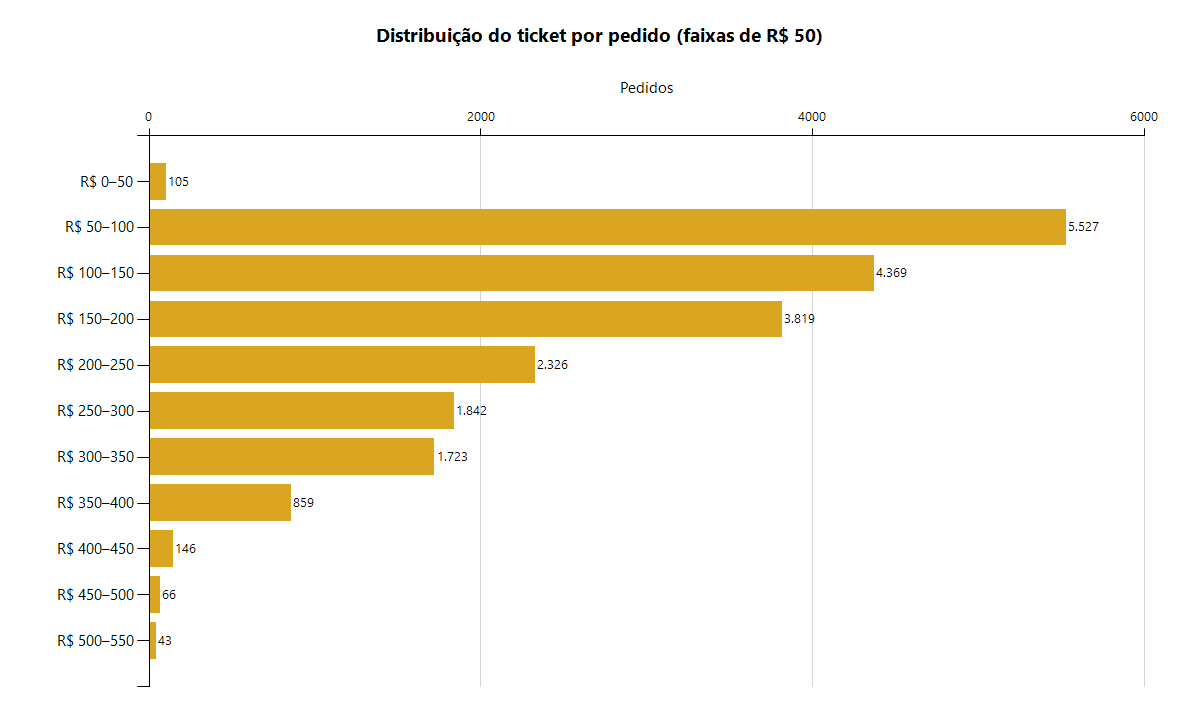 Distribuição do ticket por pedido (faixas de R$ 50)
Pedidos
0 2000 4000 6000
R$ 0–50 105
R$ 50–100 5.527
R$ 100–150 4.369
R$ 150–200 3.819
R$ 200–250 2.326
R$ 250–300 1.842
R$ 300–350 1.723
R$ 350–400 859
R$ 400–450 146
R$ 450–500 66
R$ 500–550 43